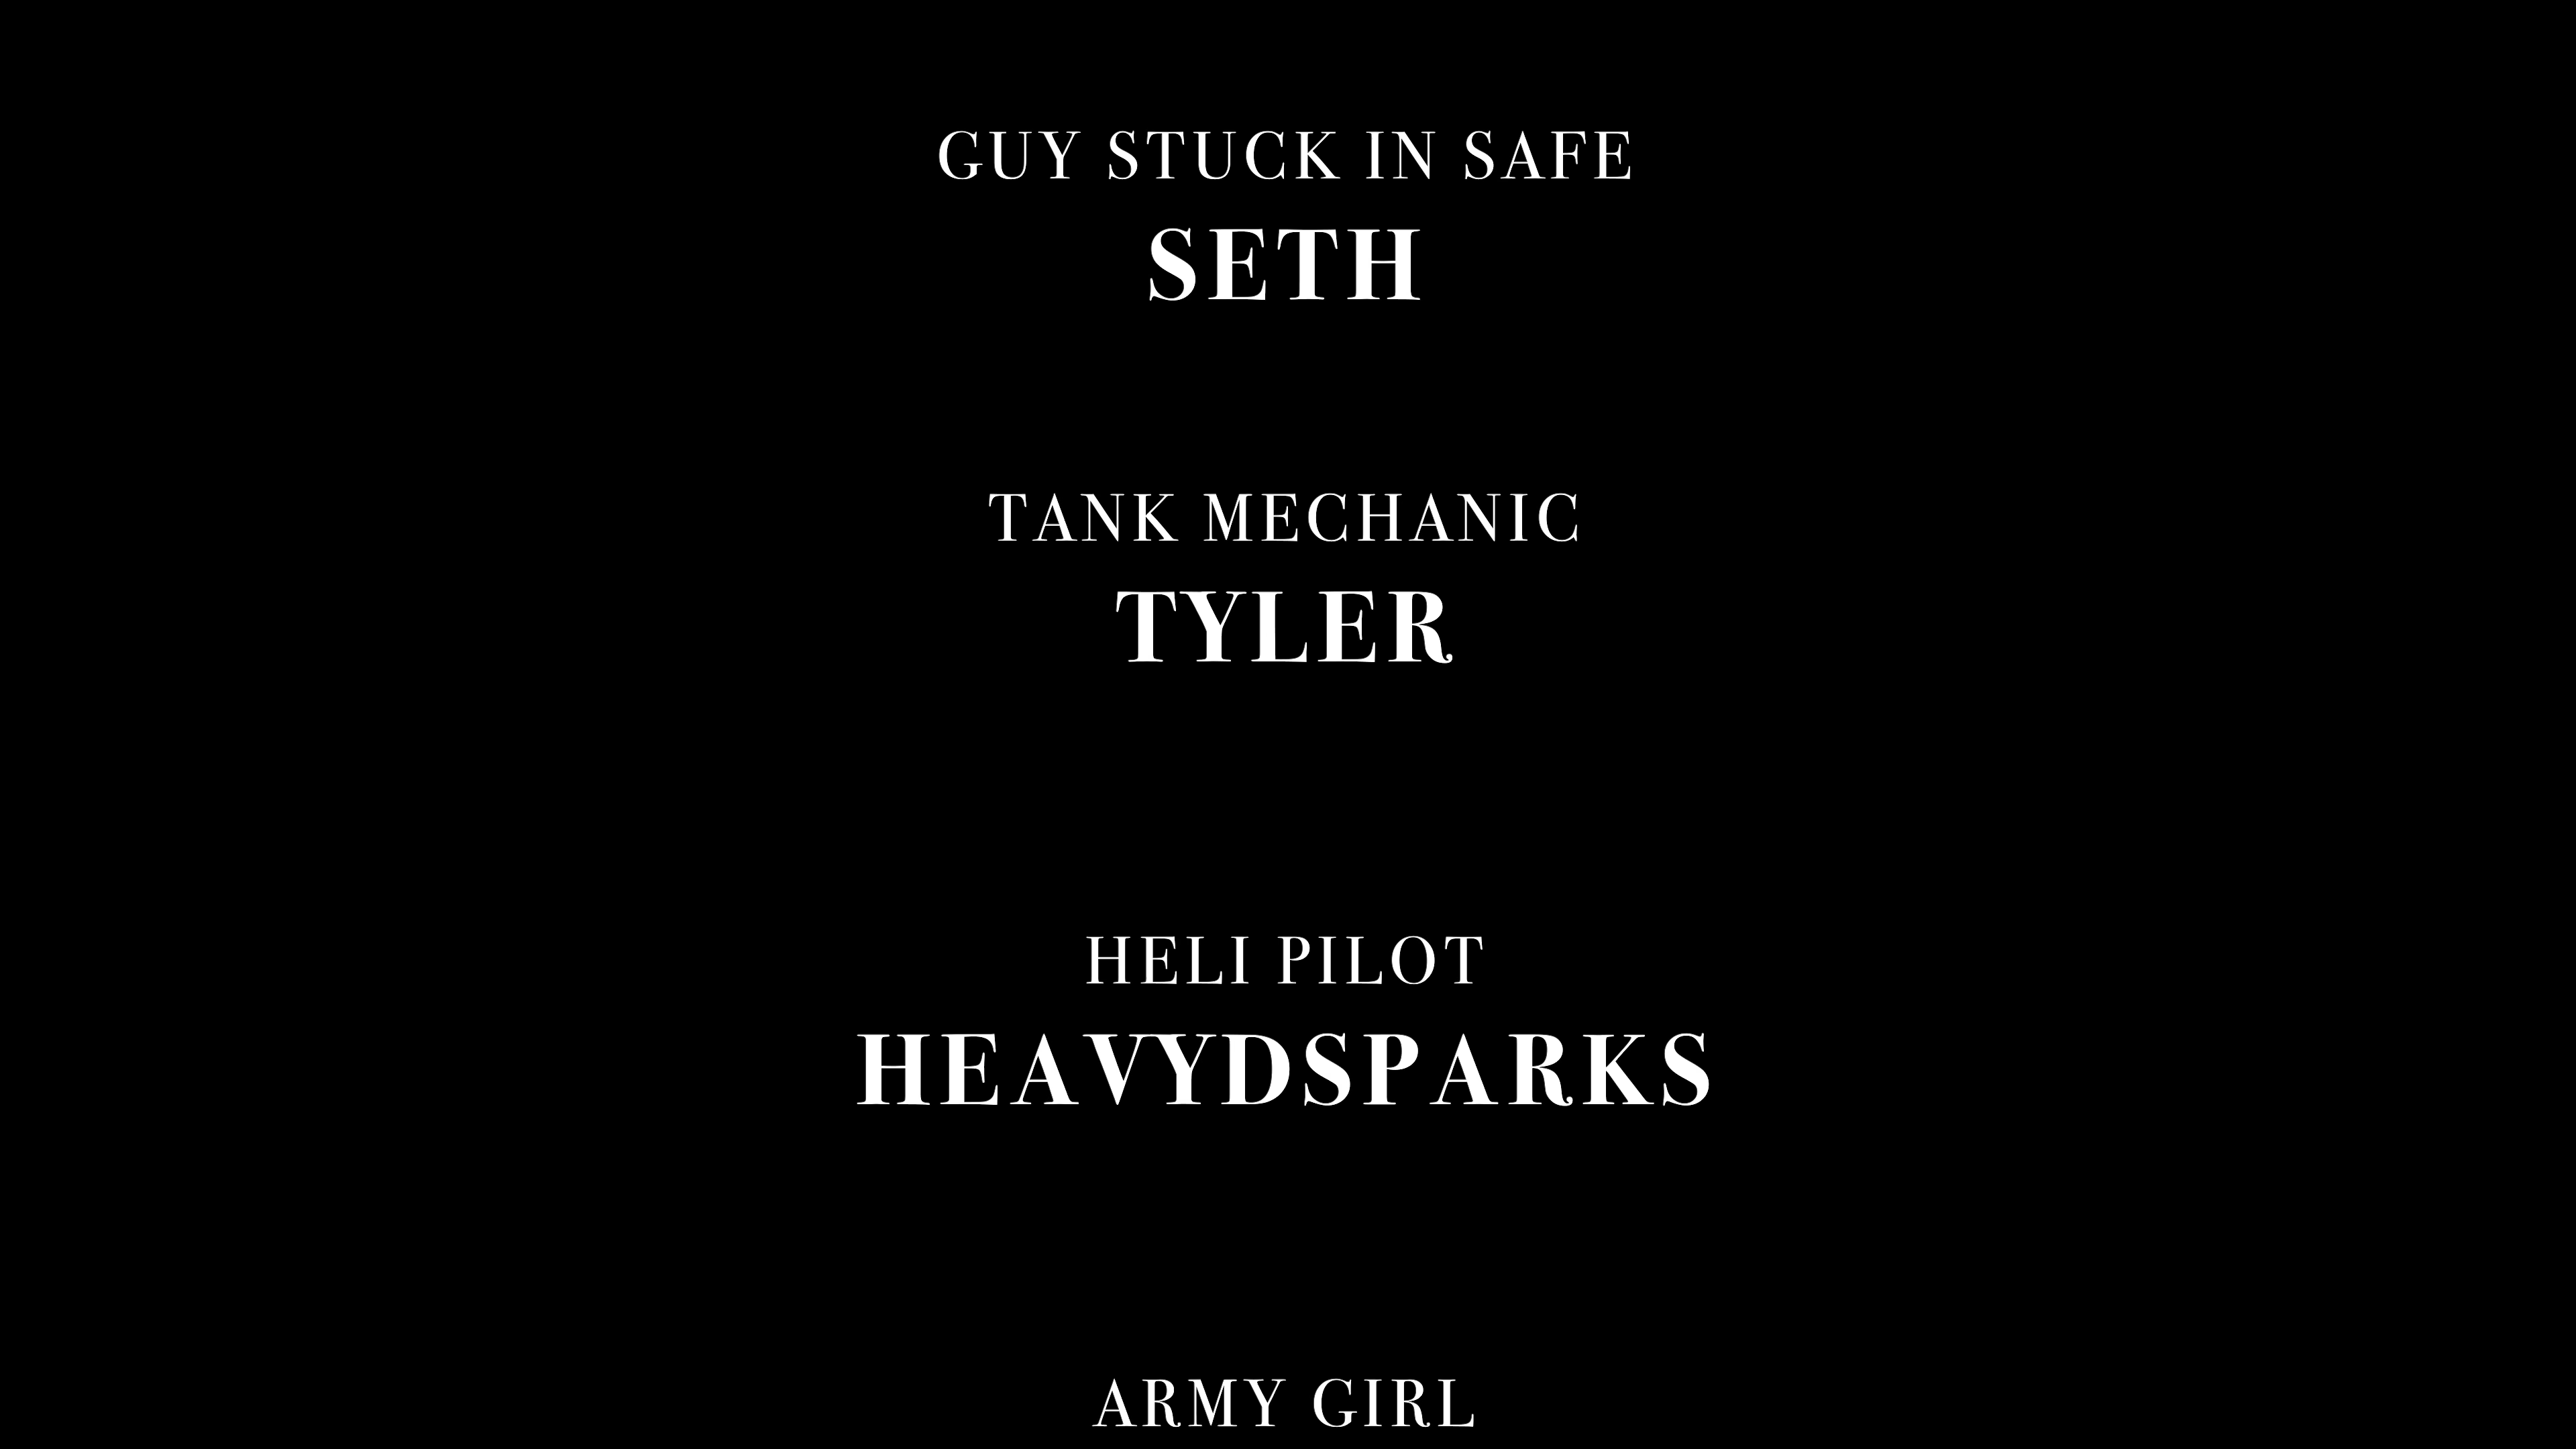 GUY STUCK IN SAFE
SETH
TANK MECHANIC
TYLER
HELI PILOT
HEAVYDSPARKS
ARMY GIRL